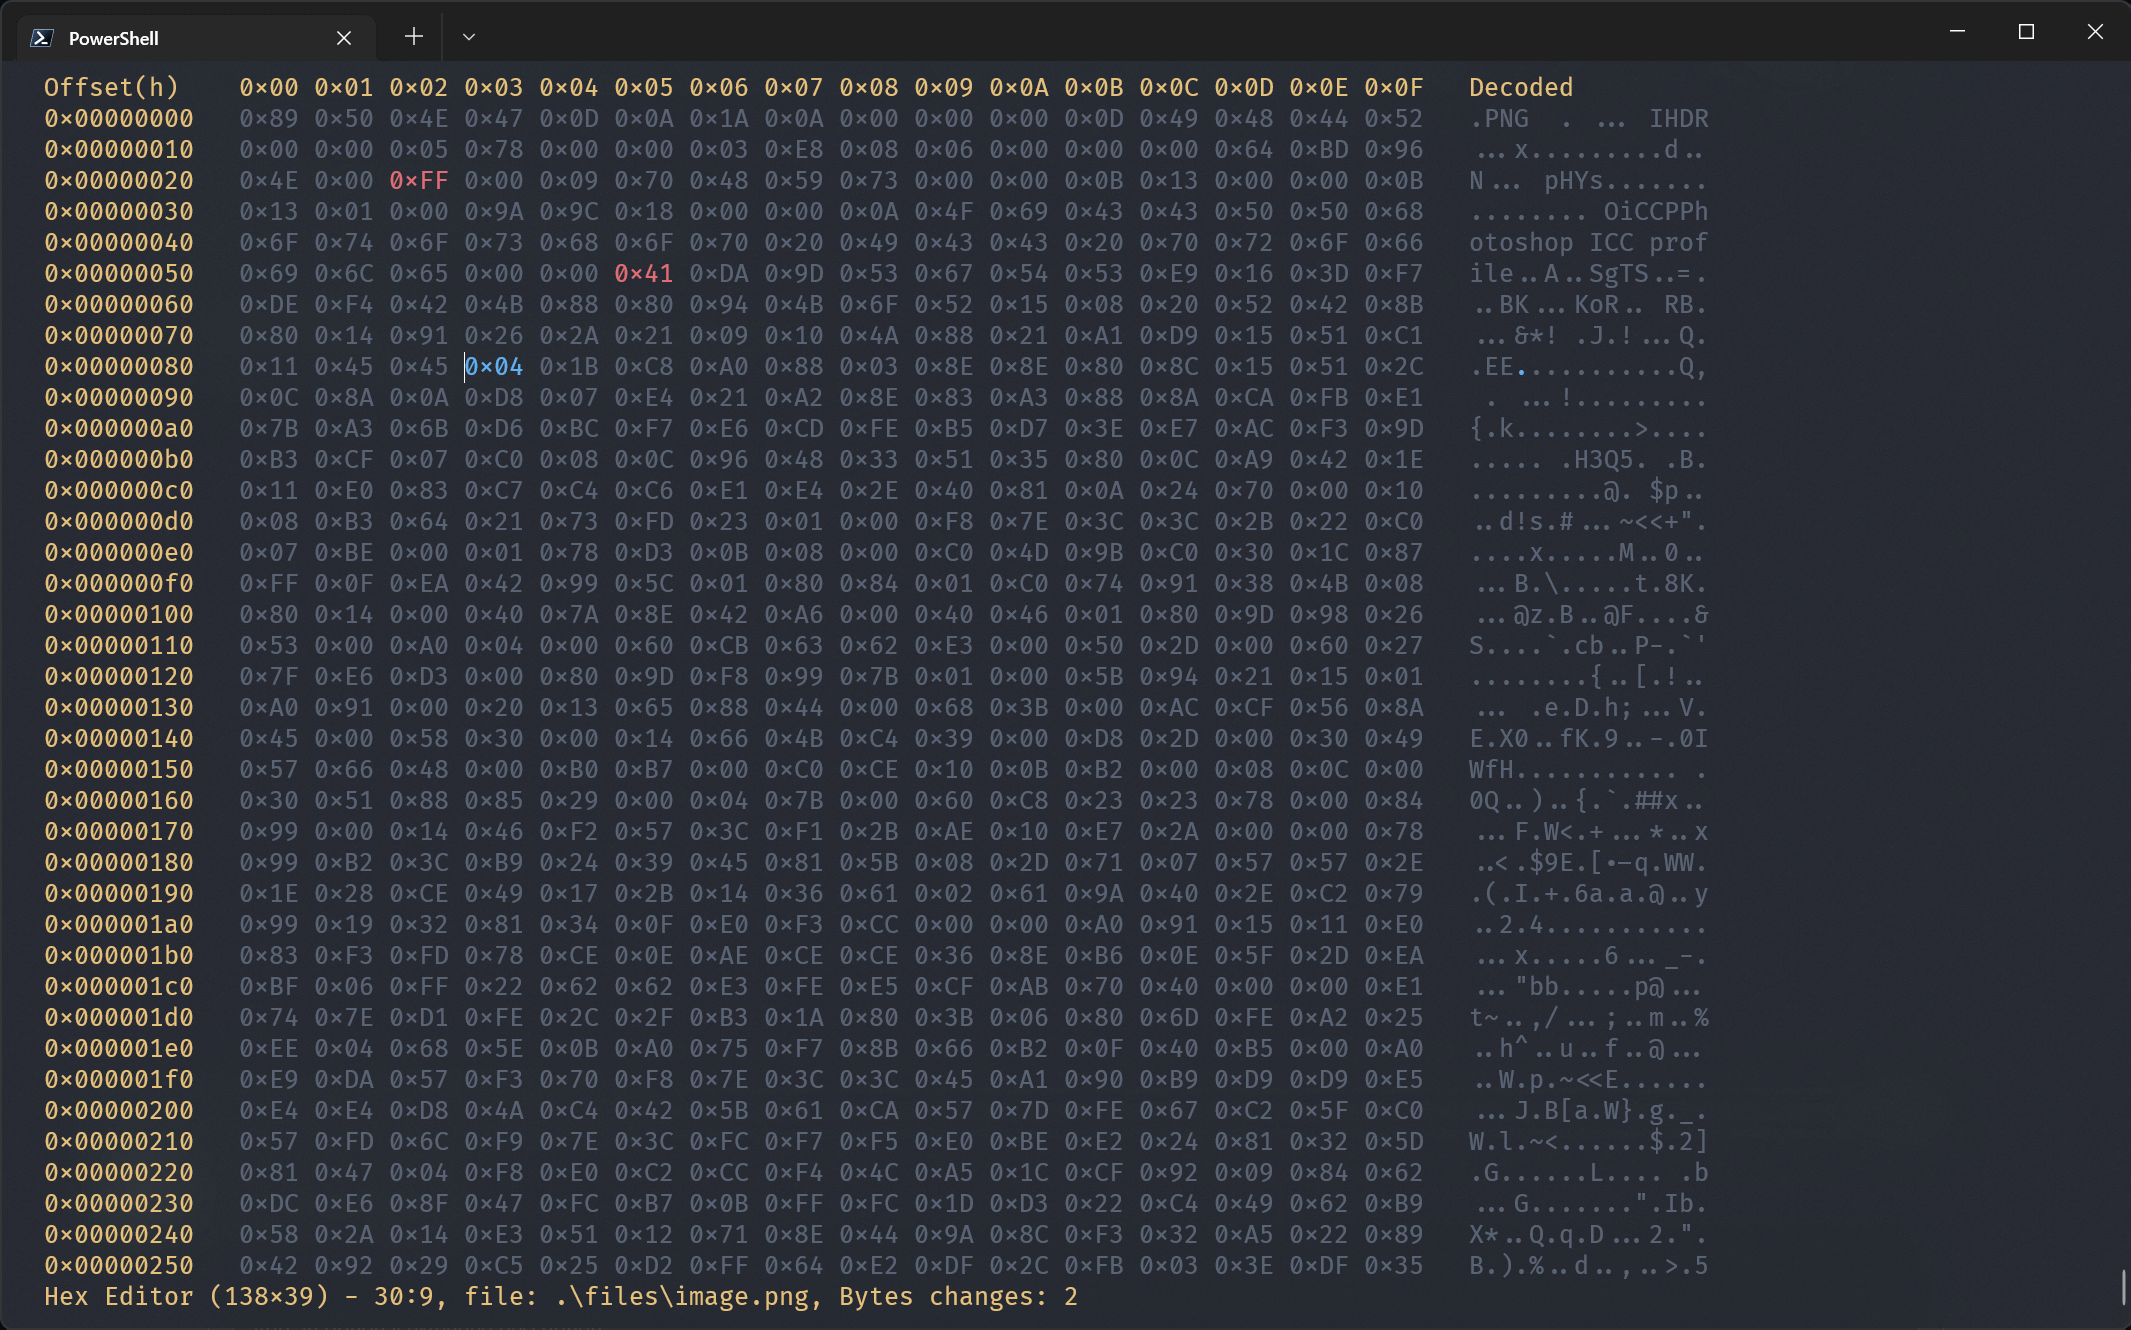 PowerShell
Offset(h) 0x00 0x01 0x02 0x03 0x04 0x05 0x06 0x07 0x08 0x09 0x0A 0x0B 0x0C 0x0D 0x0E 0x0F Decoded
0x00000000 0x89 0x50 0x4E 0x47 0x0D 0x0A 0x1A 0x0A 0x00 0x00 0x00 0x0D 0x49 0x48 0x44 0x52 .PNG . ... IHDR
0x00000010 0x00 0x00 0x05 0x78 0x00 0x00 0x03 0xE8 0x08 0x06 0x00 0x00 0x00 0x64 0xBD 0x96 ...x.........d..
0x00000020 0x4E 0x00 0xFF 0x00 0x09 0x70 0x48 0x59 0x73 0x00 0x00 0x0B 0x13 0x00 0x00 0x0B N... pHYs.......
0x00000030 0x13 0x01 0x00 0x9A 0x9C 0x18 0x00 0x00 0x0A 0x4F 0x69 0x43 0x43 0x50 0x50 0x68 ........ OiCCPPh
0x00000040 0x6F 0x74 0x6F 0x73 0x68 0x6F 0x70 0x20 0x49 0x43 0x43 0x20 0x70 0x72 0x6F 0x66 otoshop ICC prof
0x00000050 0x69 0x6C 0x65 0x00 0x00 0x41 0xDA 0x9D 0x53 0x67 0x54 0x53 0xE9 0x16 0x3D 0xF7 ile..A..SgTS..=.
0x00000060 0xDE 0xF4 0x42 0x4B 0x88 0x80 0x94 0x4B 0x6F 0x52 0x15 0x08 0x20 0x52 0x42 0x8B ..BK...KoR.. RB.
0x00000070 0x80 0x14 0x91 0x26 0x2A 0x21 0x09 0x10 0x4A 0x88 0x21 0xA1 0xD9 0x15 0x51 0xC1 ...&*! .J.!...Q.
0x00000080 0x11 0x45 0x45 0x04 0x1B 0xC8 0xA0 0x88 0x03 0x8E 0x8E 0x80 0x8C 0x15 0x51 0x2C .EE...........Q,
0x00000090 0x0C 0x8A 0x0A 0xD8 0x07 0xE4 0x21 0xA2 0x8E 0x83 0xA3 0x88 0x8A 0xCA 0xFB 0xE1 . ...!.........
0x000000a0 0x7B 0xA3 0x6B 0xD6 0xBC 0xF7 0xE6 0xCD 0xFE 0xB5 0xD7 0x3E 0xE7 0xAC 0xF3 0x9D {.k........>....
0x000000b0 0xB3 0xCF 0x07 0xC0 0x08 0x0C 0x96 0x48 0x33 0x51 0x35 0x80 0x0C 0xA9 0x42 0x1E ..... .H3Q5. .B.
0x000000c0 0x11 0xE0 0x83 0xC7 0xC4 0xC6 0xE1 0xE4 0x2E 0x40 0x81 0x0A 0x24 0x70 0x00 0x10 .........@. $p..
0x000000d0 0x08 0xB3 0x64 0x21 0x73 0xFD 0x23 0x01 0x00 0xF8 0x7E 0x3C 0x3C 0x2B 0x22 0xC0 ..d!s.#...~<<+".
0x000000e0 0x07 0xBE 0x00 0x01 0x78 0xD3 0x0B 0x08 0x00 0xC0 0x4D 0x9B 0xC0 0x30 0x1C 0x87 ....x.....M..0..
0x000000f0 0xFF 0x0F 0xEA 0x42 0x99 0x5C 0x01 0x80 0x84 0x01 0xC0 0x74 0x91 0x38 0x4B 0x08 ...B.\.....t.8K.
0x00000100 0x80 0x14 0x00 0x40 0x7A 0x8E 0x42 0xA6 0x00 0x40 0x46 0x01 0x80 0x9D 0x98 0x26 ...@z.B..@F....&
0x00000110 0x53 0x00 0xA0 0x04 0x00 0x60 0xCB 0x63 0x62 0xE3 0x00 0x50 0x2D 0x00 0x60 0x27 S....`.cb..P-.`'
0x00000120 0x7F 0xE6 0xD3 0x00 0x80 0x9D 0xF8 0x99 0x7B 0x01 0x00 0x5B 0x94 0x21 0x15 0x01 ........{..[.!..
0x00000130 0xA0 0x91 0x00 0x20 0x13 0x65 0x88 0x44 0x00 0x68 0x3B 0x00 0xAC 0xCF 0x56 0x8A ... .e.D.h;...V.
0x00000140 0x45 0x00 0x58 0x30 0x00 0x14 0x66 0x4B 0xC4 0x39 0x00 0xD8 0x2D 0x00 0x30 0x49 E.X0..fK.9..-.0I
0x00000150 0x57 0x66 0x48 0x00 0xB0 0xB7 0x00 0xC0 0xCE 0x10 0x0B 0xB2 0x00 0x08 0x0C 0x00 WfH........... .
0x00000160 0x30 0x51 0x88 0x85 0x29 0x00 0x04 0x7B 0x00 0x60 0xC8 0x23 0x23 0x78 0x00 0x84 0Q..)..{.`.##x..
0x00000170 0x99 0x00 0x14 0x46 0xF2 0x57 0x3C 0xF1 0x2B 0xAE 0x10 0xE7 0x2A 0x00 0x00 0x78 ...F.W<.+...*..x
0x00000180 0x99 0xB2 0x3C 0xB9 0x24 0x39 0x45 0x81 0x5B 0x08 0x2D 0x71 0x07 0x57 0x57 0x2E ..<.$9E.[•-q.WW.
0x00000190 0x1E 0x28 0xCE 0x49 0x17 0x2B 0x14 0x36 0x61 0x02 0x61 0x9A 0x40 0x2E 0xC2 0x79 .(.I.+.6a.a.@..y
0x000001a0 0x99 0x19 0x32 0x81 0x34 0x0F 0xE0 0xF3 0xCC 0x00 0x00 0xA0 0x91 0x15 0x11 0xE0 ..2.4...........
0x000001b0 0x83 0xF3 0xFD 0x78 0xCE 0x0E 0xAE 0xCE 0xCE 0x36 0x8E 0xB6 0x0E 0x5F 0x2D 0xEA ...x.....6..._-.
0x000001c0 0xBF 0x06 0xFF 0x22 0x62 0x62 0xE3 0xFE 0xE5 0xCF 0xAB 0x70 0x40 0x00 0x00 0xE1 ..."bb.....p@...
0x000001d0 0x74 0x7E 0xD1 0xFE 0x2C 0x2F 0xB3 0x1A 0x80 0x3B 0x06 0x80 0x6D 0xFE 0xA2 0x25 t~..,/...;..m..%
0x000001e0 0xEE 0x04 0x68 0x5E 0x0B 0xA0 0x75 0xF7 0x8B 0x66 0xB2 0x0F 0x40 0xB5 0x00 0xA0 ..h^..u..f..@...
0x000001f0 0xE9 0xDA 0x57 0xF3 0x70 0xF8 0x7E 0x3C 0x3C 0x45 0xA1 0x90 0xB9 0xD9 0xD9 0xE5 ..W.p.~<<E......
0x00000200 0xE4 0xE4 0xD8 0x4A 0xC4 0x42 0x5B 0x61 0xCA 0x57 0x7D 0xFE 0x67 0xC2 0x5F 0xC0 ...J.B[a.W}.g._.
0x00000210 0x57 0xFD 0x6C 0xF9 0x7E 0x3C 0xFC 0xF7 0xF5 0xE0 0xBE 0xE2 0x24 0x81 0x32 0x5D W.l.~<......$.2]
0x00000220 0x81 0x47 0x04 0xF8 0xE0 0xC2 0xCC 0xF4 0x4C 0xA5 0x1C 0xCF 0x92 0x09 0x84 0x62 .G......L.... .b
0x00000230 0xDC 0xE6 0x8F 0x47 0xFC 0xB7 0x0B 0xFF 0xFC 0x1D 0xD3 0x22 0xC4 0x49 0x62 0xB9 ...G.......".Ib.
0x00000240 0x58 0x2A 0x14 0xE3 0x51 0x12 0x71 0x8E 0x44 0x9A 0x8C 0xF3 0x32 0xA5 0x22 0x89 X*..Q.q.D...2.".
0x00000250 0x42 0x92 0x29 0xC5 0x25 0xD2 0xFF 0x64 0xE2 0xDF 0x2C 0xFB 0x03 0x3E 0xDF 0x35 B.).%..d..,..>.5
Hex Editor (138x39) - 30:9, file: .\files\image.png, Bytes changes: 2